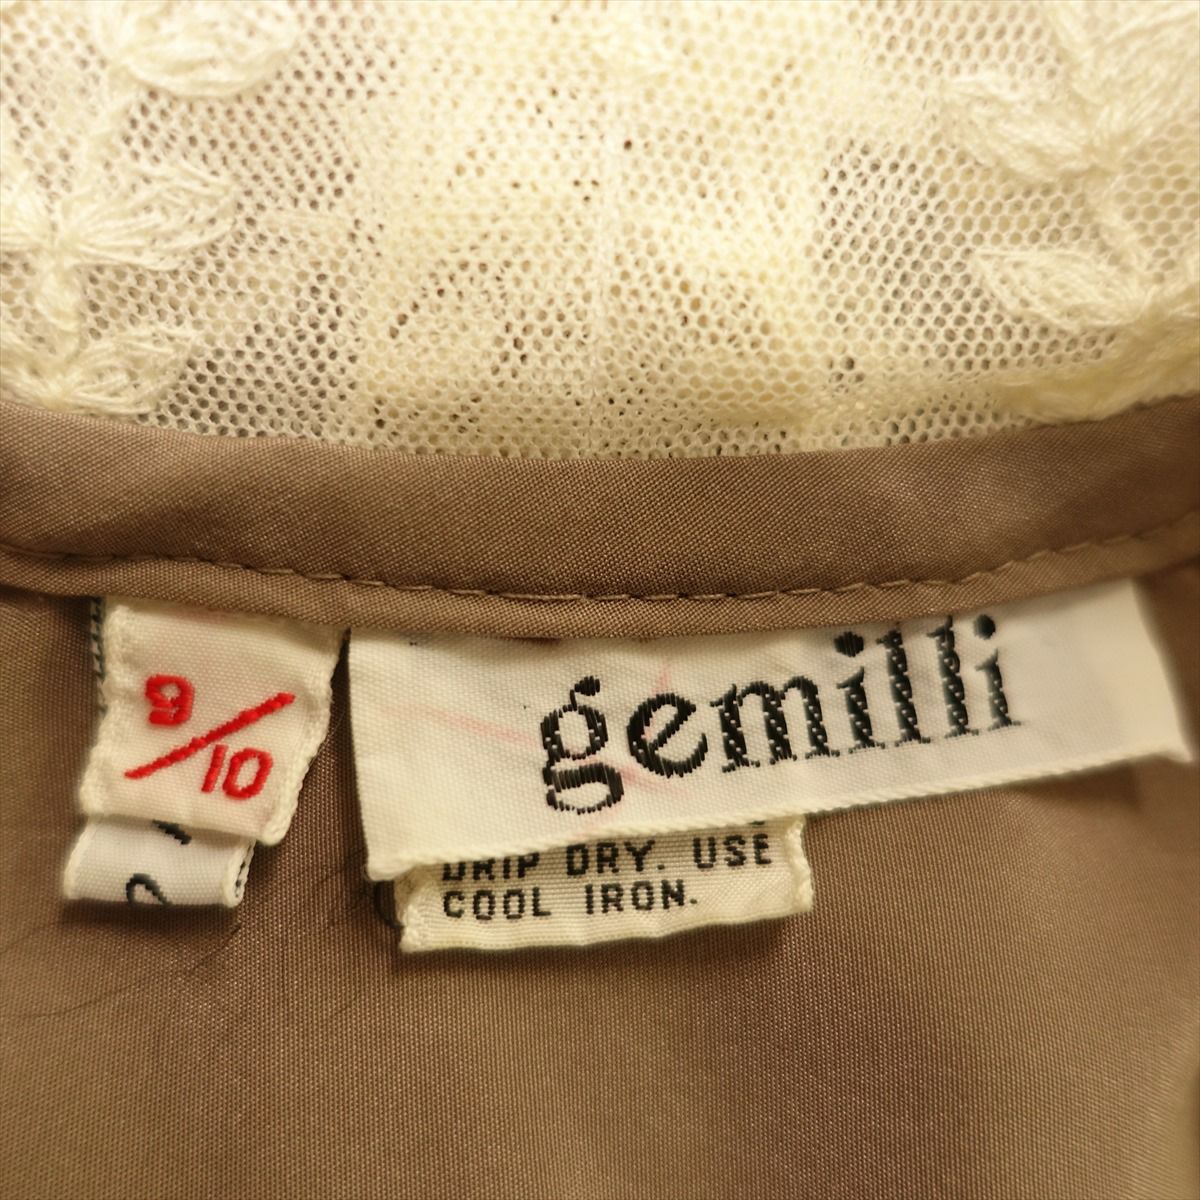 9/10
gemilli
DRIP DRY. USE
COOL IRON.